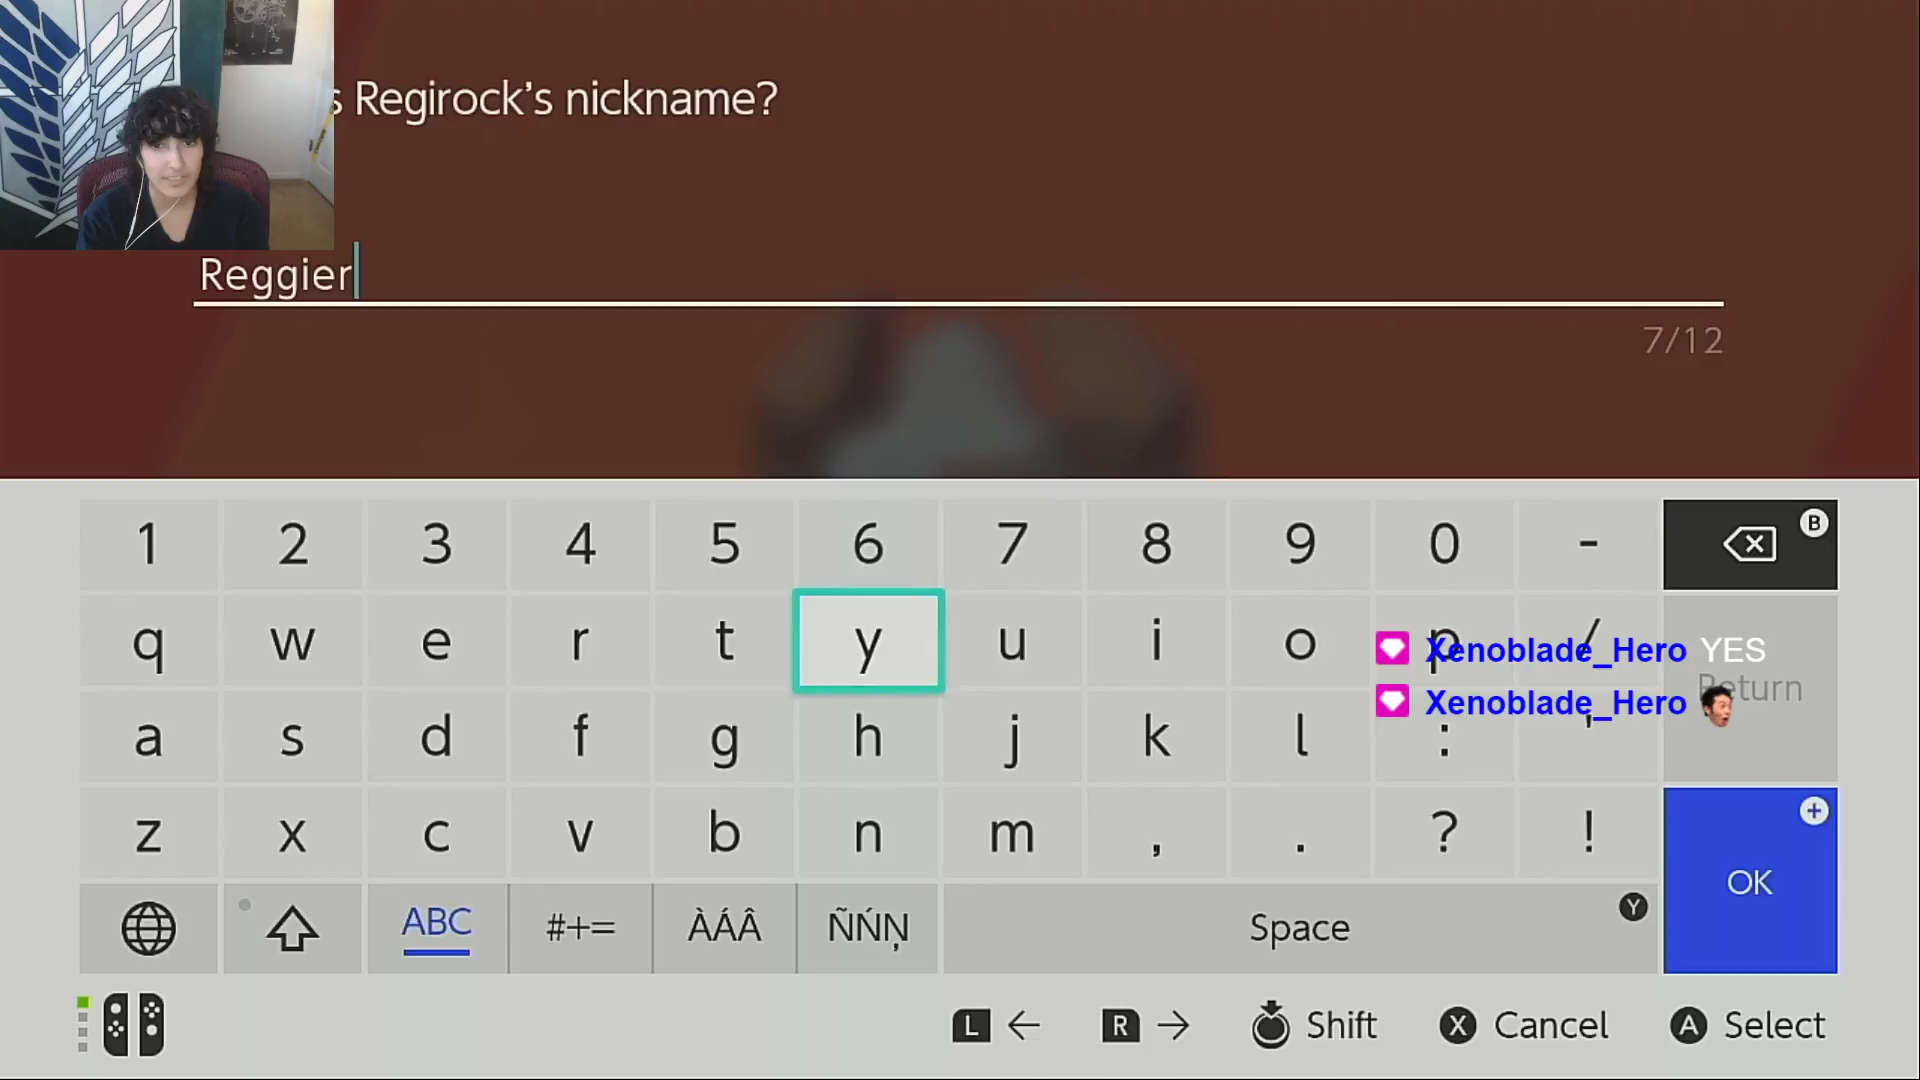 s Regirock's nickname?
Reggier
7/12
1 2 3 4 5 6 7 8 9 0 - B
q w e r t y u i o p /
Xenoblade_Hero YES
Return
Xenoblade_Hero
a s d f g h j k l : '
z x c v b n m , . ? ! +
OK
ABC #+= ÀÁÂ ÑŃŅ Space Y
L ← R → Shift X Cancel A Select